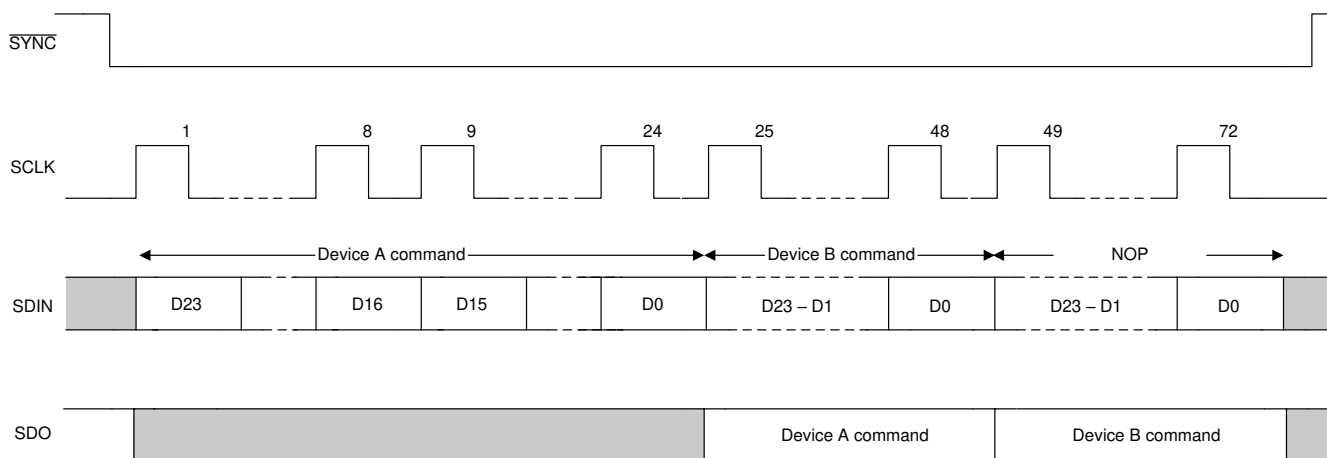 SYNC
1 8 9 24 25 48 49 72
SCLK
Device A command Device B command NOP
SDIN D23 D16 D15 D0 D23 – D1 D0 D23 – D1 D0
SDO Device A command Device B command